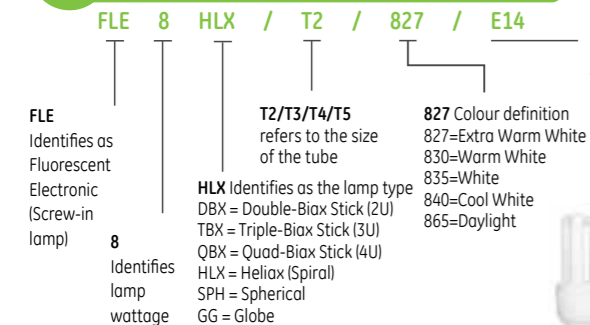 FLE 8 HLX / T2 / 827 / E14
FLE
Identifies as
Fluorescent
Electronic
(Screw-in
lamp)
8
Identifies
lamp
wattage
HLX Identifies as the lamp type
DBX = Double-Biax Stick (2U)
TBX = Triple-Biax Stick (3U)
QBX = Quad-Biax Stick (4U)
HLX = Heliax (Spiral)
SPH = Spherical
GG = Globe
T2/T3/T4/T5
refers to the size
of the tube
827 Colour definition
827=Extra Warm White
830=Warm White
835=White
840=Cool White
865=Daylight